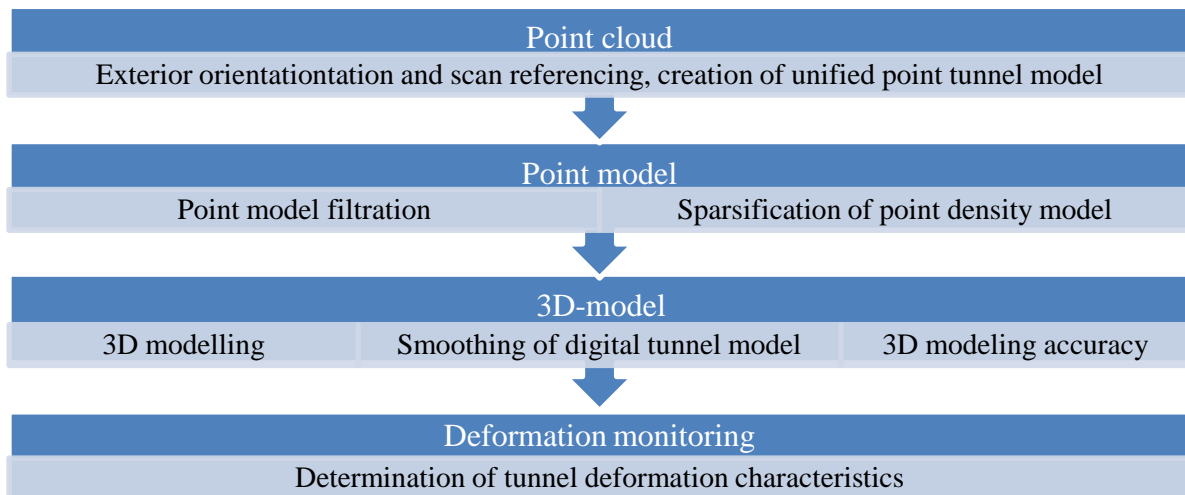 Point cloud
Exterior orientationtation and scan referencing, creation of unified point tunnel model
Point model
Point model filtration
Sparsification of point density model
3D-model
3D modelling
Smoothing of digital tunnel model
3D modeling accuracy
Deformation monitoring
Determination of tunnel deformation characteristics